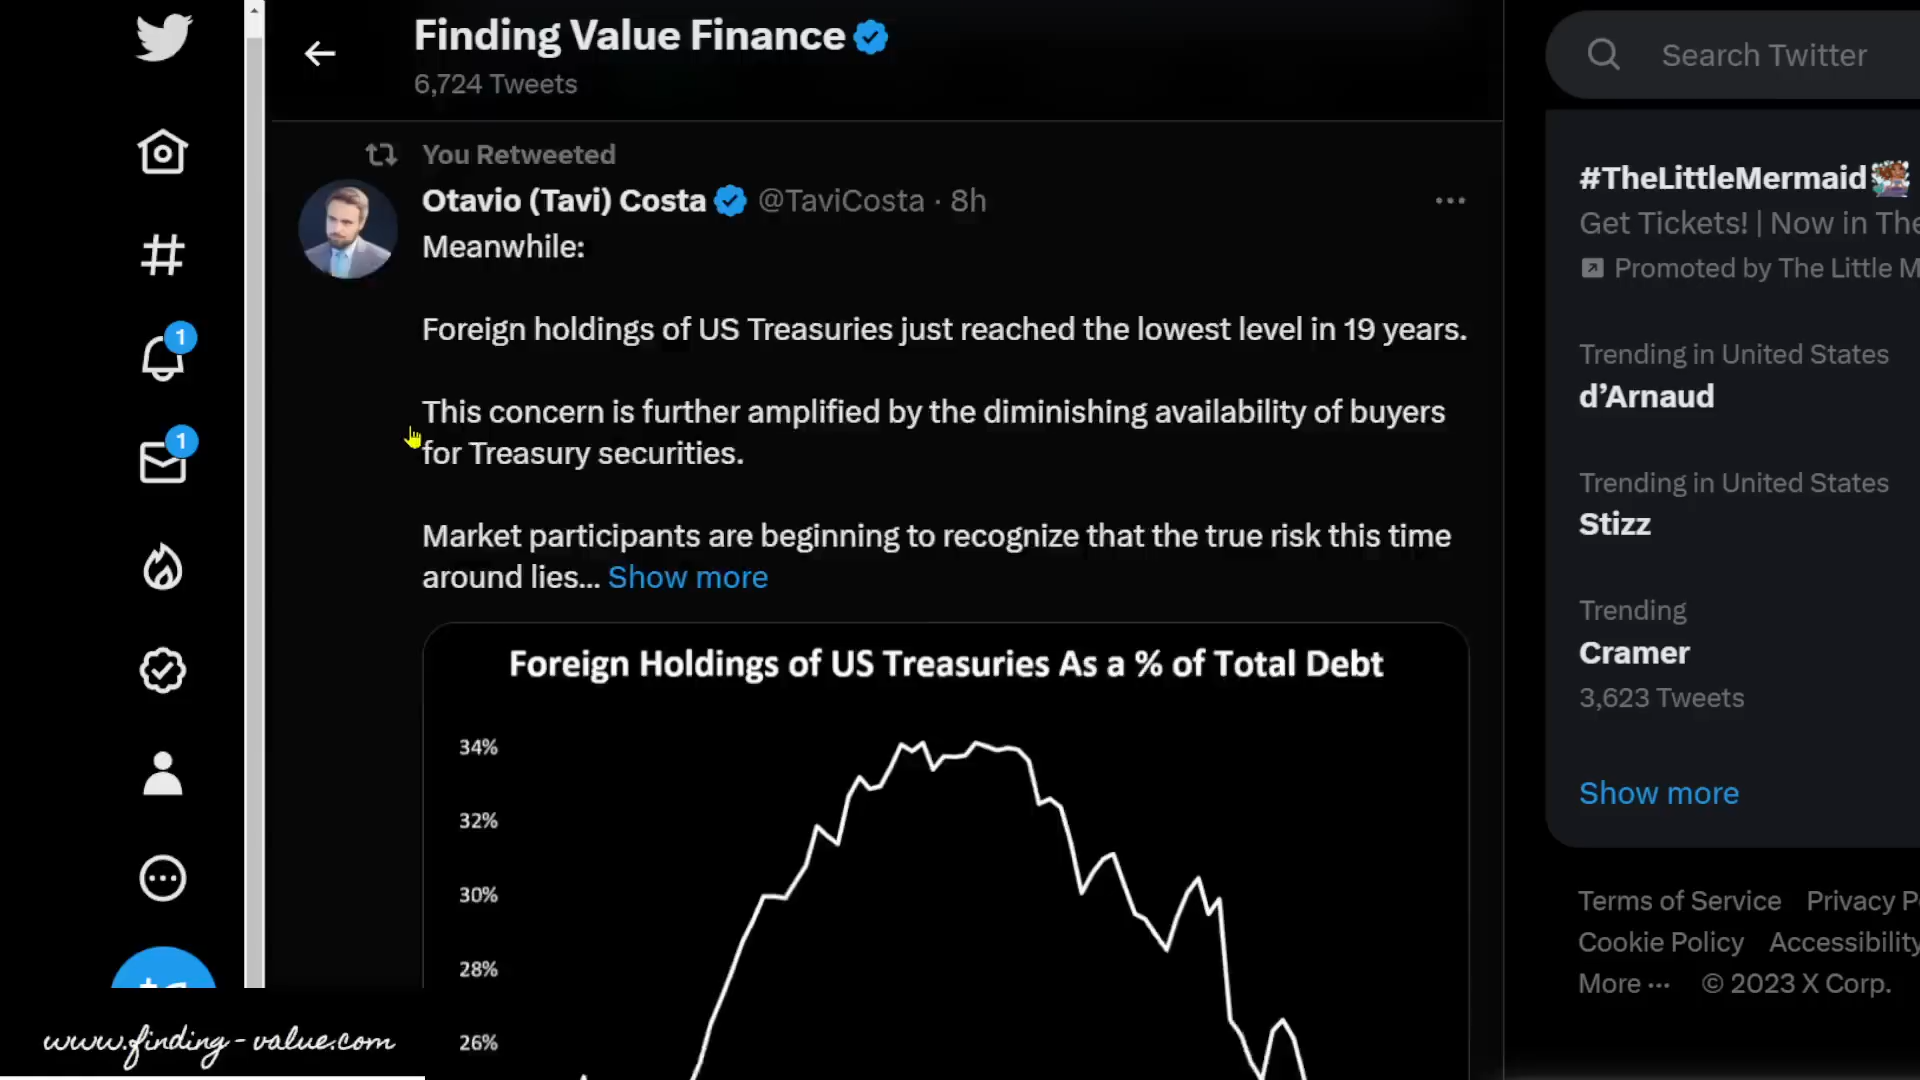 Finding Value Finance
6,724 Tweets
Search Twitter
You Retweeted
Otavio (Tavi) Costa @TaviCosta · 8h
Meanwhile:
Foreign holdings of US Treasuries just reached the lowest level in 19 years.
This concern is further amplified by the diminishing availability of buyers
for Treasury securities.
Market participants are beginning to recognize that the true risk this time
around lies... Show more
Foreign Holdings of US Treasuries As a % of Total Debt
34%
32%
30%
28%
26%
1
1
#TheLittleMermaid
Get Tickets! | Now in The
Promoted by The Little M
Trending in United States
d’Arnaud
Trending in United States
Stizz
Trending
Cramer
3,623 Tweets
Show more
Terms of Service Privacy P
Cookie Policy Accessibility
More ··· © 2023 X Corp.
www.finding-value.com